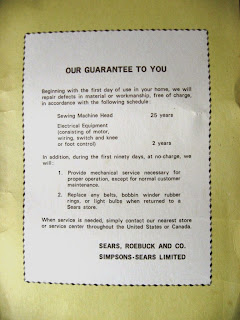 OUR GUARANTEE TO YOU
Beginning with the first day of use in your home, we will
repair defects in material or workmanship, free of charge,
in accordance with the following schedule:
Sewing Machine Head 25 years
Electrical Equipment
(consisting of motor,
wiring, switch and knee
or foot control) 2 years
In addition, during the first ninety days, at no-charge, we
will:
1. Provide mechanical service necessary for
proper operation, except for normal customer
maintenance.
2. Replace any belts, bobbin winder rubber
rings, or light bulbs when returned to a
Sears store.
When service is needed, simply contact our nearest store
or service center throughout the United States or Canada.
SEARS, ROEBUCK AND CO.
SIMPSONS-SEARS LIMITED